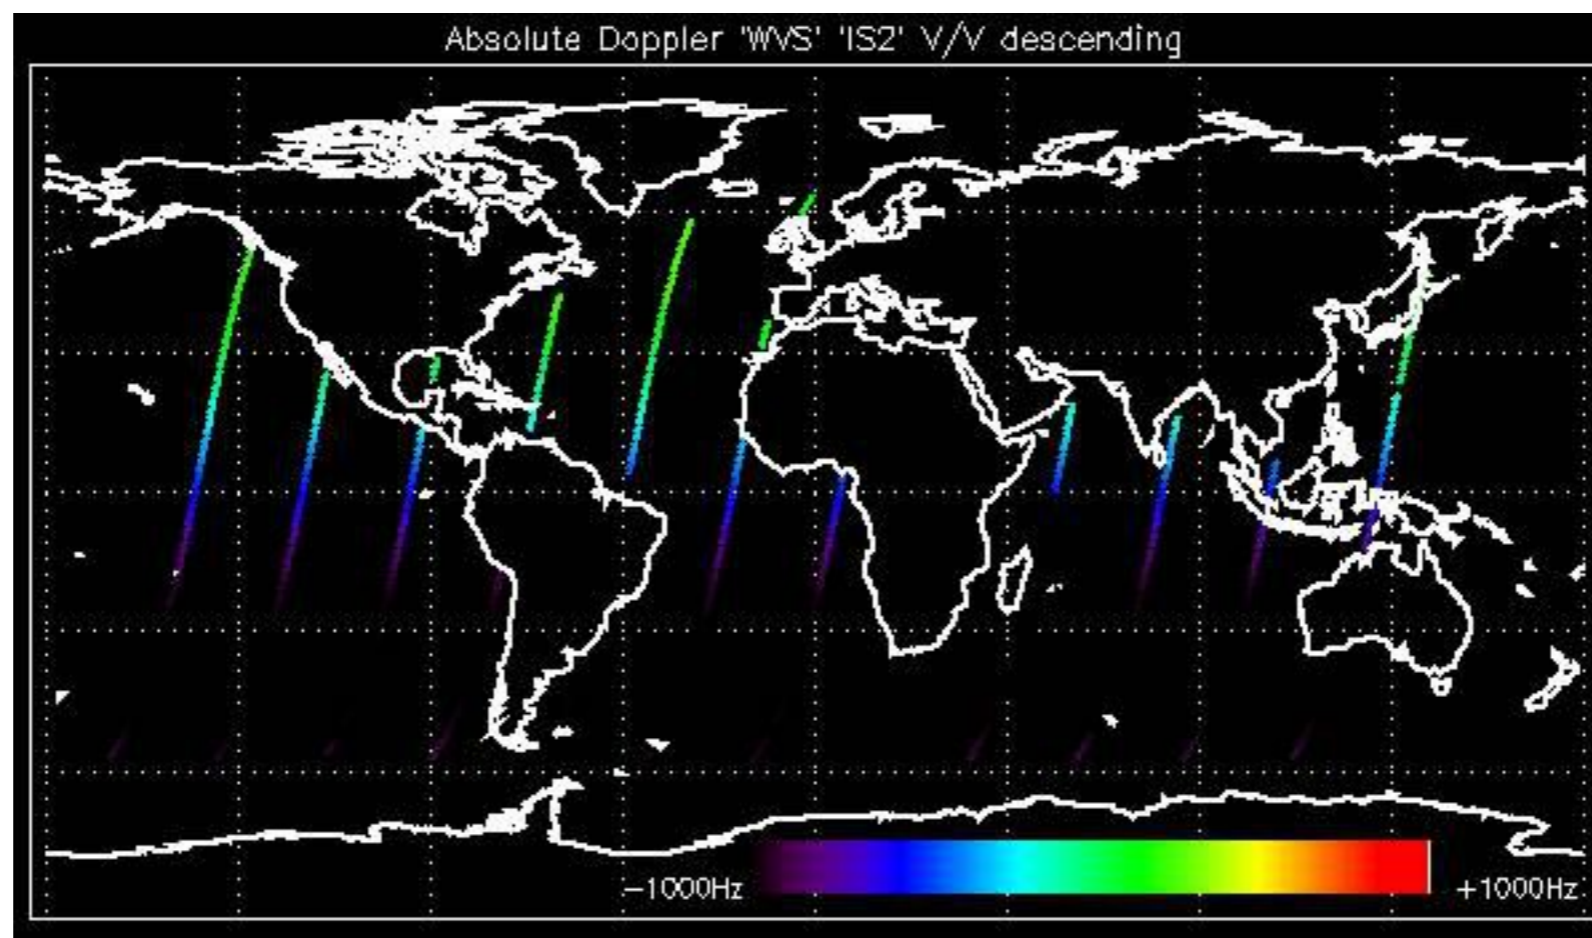 Absolute Doppler 'WVS' 'IS2' V/V descending
-1000Hz +1000Hz